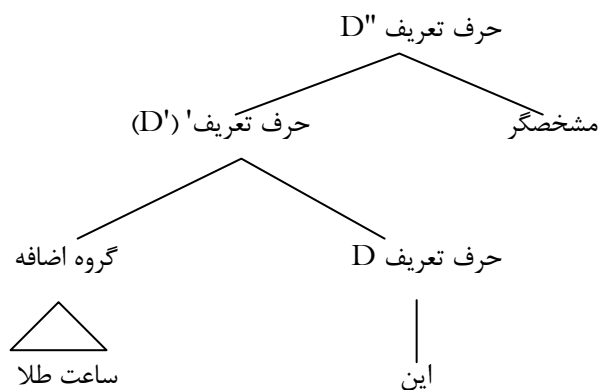 حرف تعریف D"
مشخصگر
حرف تعریف' (D')
حرف تعریف D
گروه اضافه
این
ساعت طلا